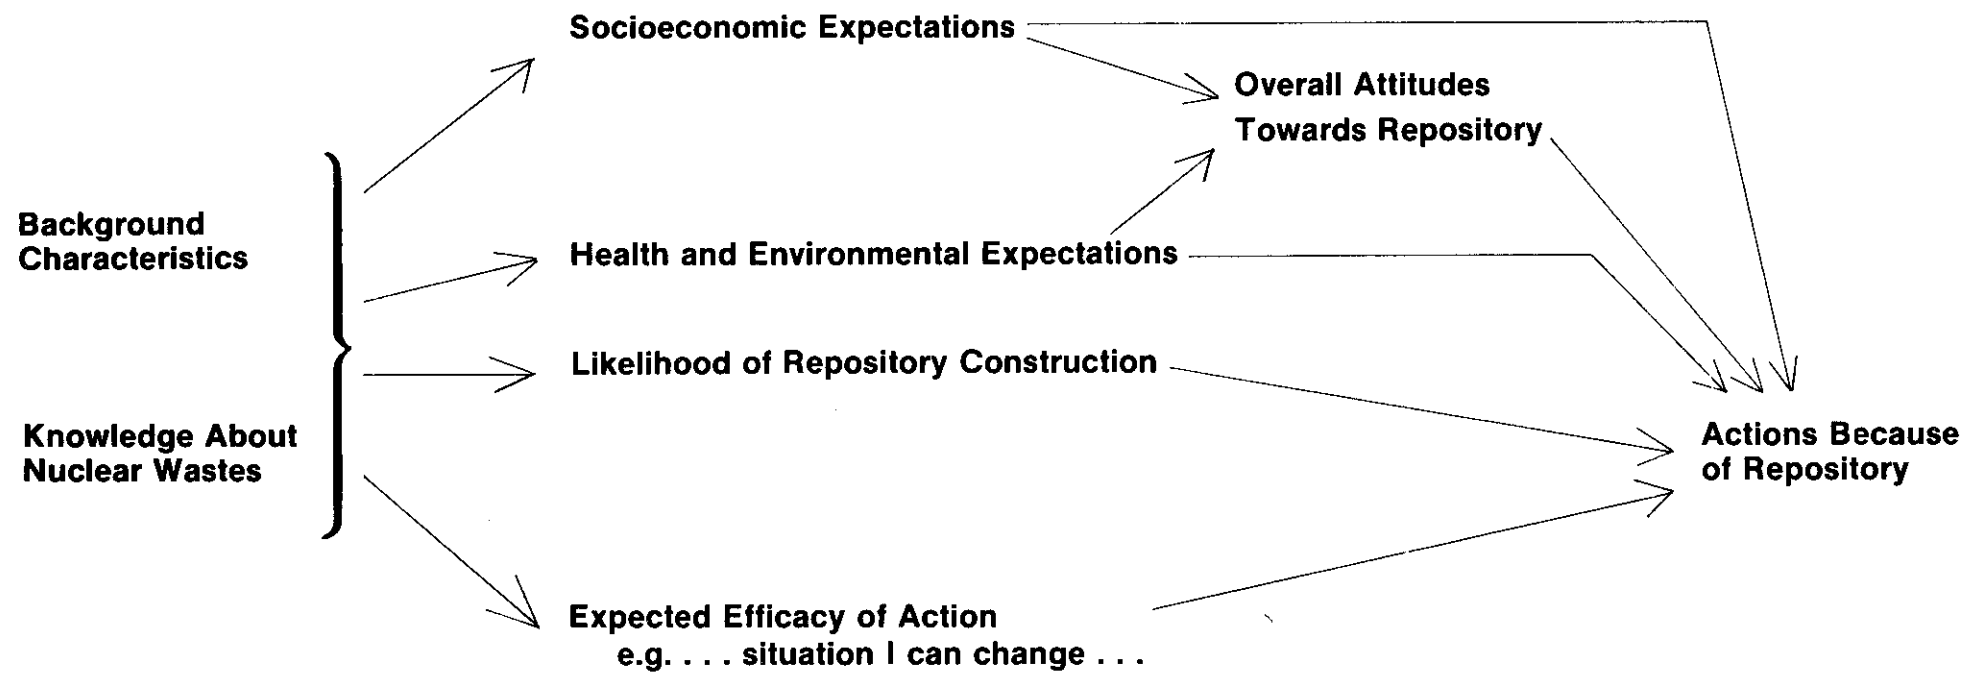 Socioeconomic Expectations
Overall Attitudes
Towards Repository
Background
Characteristics
Health and Environmental Expectations
Likelihood of Repository Construction
Knowledge About
Nuclear Wastes
Actions Because
of Repository
Expected Efficacy of Action
e.g. . . . situation I can change . . .